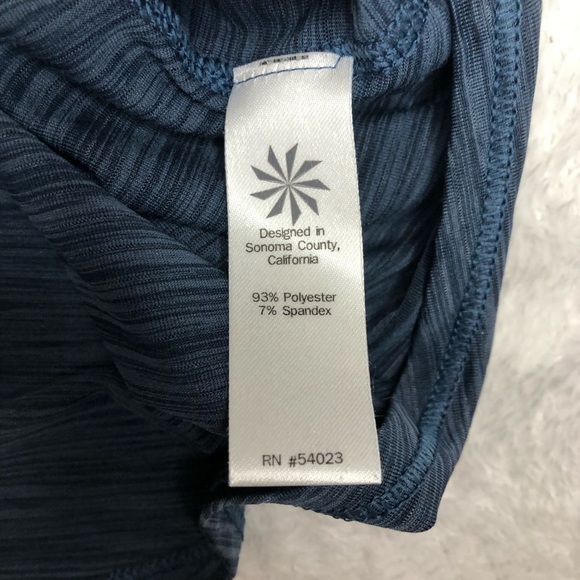 Designed in
Sonoma County,
California
93% Polyester
7% Spandex
RN #54023